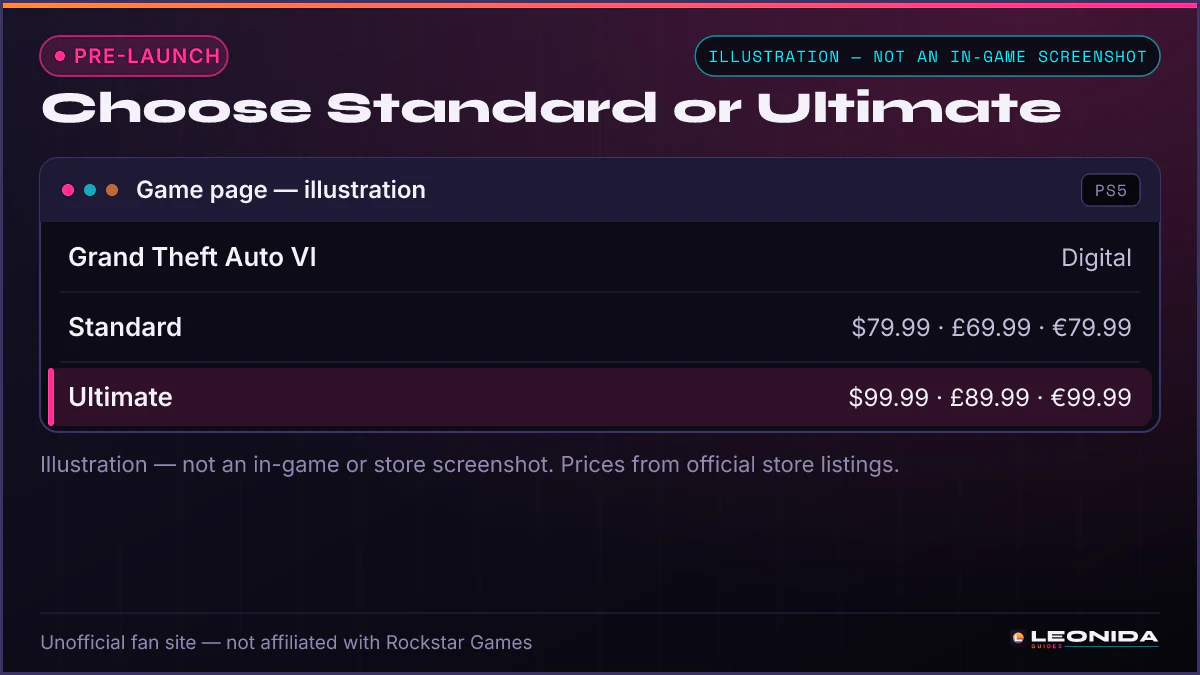 PRE-LAUNCH
ILLUSTRATION — NOT AN IN-GAME SCREENSHOT
Choose Standard or Ultimate
Game page — illustration
PS5
Grand Theft Auto VI
Digital
Standard
$79.99 · £69.99 · €79.99
Ultimate
$99.99 · £89.99 · €99.99
Illustration — not an in-game or store screenshot. Prices from official store listings.
Unofficial fan site — not affiliated with Rockstar Games
LEONIDA
GUIDES